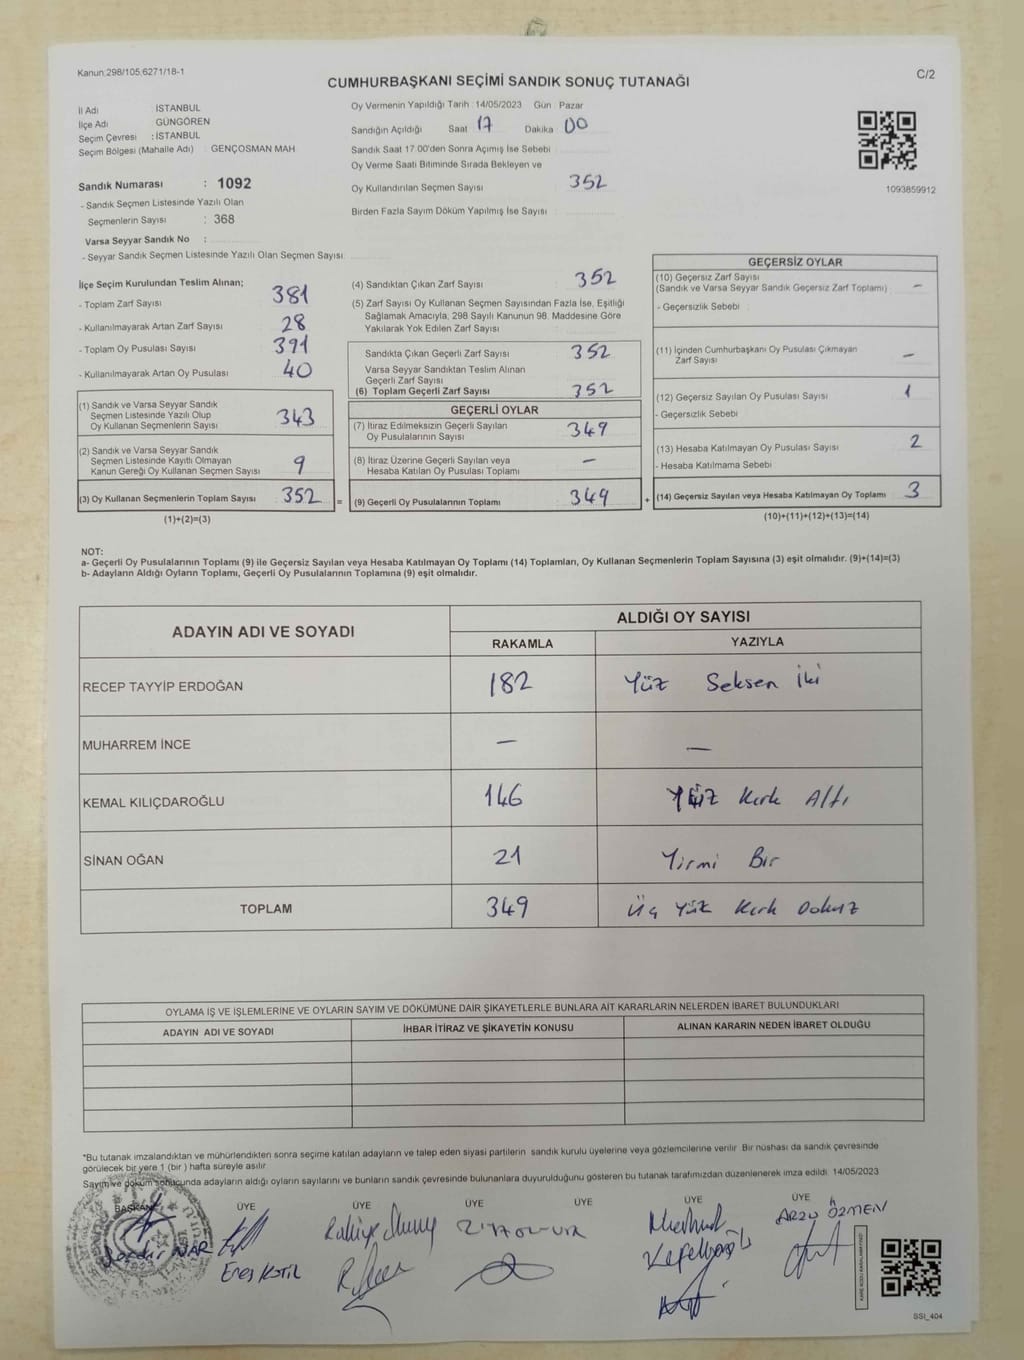 Kanun;298/105;6271/18-1
C/2
CUMHURBAŞKANI SEÇİMİ SANDIK SONUÇ TUTANAĞI
İl Adı : İSTANBUL
İlçe Adı : GÜNGÖREN
Seçim Çevresi : İSTANBUL
Seçim Bölgesi (Mahalle Adı) : GENÇOSMAN MAH
Sandık Numarası : 1092
- Sandık Seçmen Listesinde Yazılı Olan
Seçmenlerin Sayısı : 368
Varsa Seyyar Sandık No :
- Seyyar Sandık Seçmen Listesinde Yazılı Olan Seçmen Sayısı:
Oy Vermenin Yapıldığı Tarih : 14/05/2023 Gün : Pazar
Sandığın Açıldığı Saat 17 Dakika 00
Sandık Saat 17:00'den Sonra Açılmış İse Sebebi
Oy Verme Saati Bitiminde Sırada Bekleyen ve
Oy Kullandırılan Seçmen Sayısı 352
Birden Fazla Sayım Döküm Yapılmış İse Sayısı
1093859912
İlçe Seçim Kurulundan Teslim Alınan;
- Toplam Zarf Sayısı 381
- Kullanılmayarak Artan Zarf Sayısı 28
- Toplam Oy Pusulası Sayısı 391
- Kullanılmayarak Artan Oy Pusulası 40
(1) Sandık ve Varsa Seyyar Sandık
Seçmen Listesinde Yazılı Olup
Oy Kullanan Seçmenlerin Sayısı 343
(2) Sandık ve Varsa Seyyar Sandık
Seçmen Listesinde Kayıtlı Olmayan
Kanun Gereği Oy Kullanan Seçmen Sayısı 9
(3) Oy Kullanan Seçmenlerin Toplam Sayısı 352 =
(1)+(2)=(3)
(4) Sandıktan Çıkan Zarf Sayısı 352
(5) Zarf Sayısı Oy Kullanan Seçmen Sayısından Fazla İse, Eşitliği
Sağlamak Amacıyla, 298 Sayılı Kanunun 98. Maddesine Göre
Yakılarak Yok Edilen Zarf Sayısı
Sandıkta Çıkan Geçerli Zarf Sayısı 352
Varsa Seyyar Sandıktan Teslim Alınan
Geçerli Zarf Sayısı
(6) Toplam Geçerli Zarf Sayısı 352
GEÇERLİ OYLAR
(7) İtiraz Edilmeksizin Geçerli Sayılan
Oy Pusulalarının Sayısı 349
(8) İtiraz Üzerine Geçerli Sayılan veya
Hesaba Katılan Oy Pusulası Toplamı —
(9) Geçerli Oy Pusulalarının Toplamı 349 +
GEÇERSİZ OYLAR
(10) Geçersiz Zarf Sayısı
(Sandık ve Varsa Seyyar Sandık Geçersiz Zarf Toplamı) —
- Geçersizlik Sebebi :
(11) İçinden Cumhurbaşkanı Oy Pusulası Çıkmayan
Zarf Sayısı —
(12) Geçersiz Sayılan Oy Pusulası Sayısı 1
- Geçersizlik Sebebi
(13) Hesaba Katılmayan Oy Pusulası Sayısı 2
- Hesaba Katılmama Sebebi
(14) Geçersiz Sayılan veya Hesaba Katılmayan Oy Toplamı 3
(10)+(11)+(12)+(13)=(14)
NOT:
a- Geçerli Oy Pusulalarının Toplamı (9) ile Geçersiz Sayılan veya Hesaba Katılmayan Oy Toplamı (14) Toplamları, Oy Kullanan Seçmenlerin Toplam Sayısına (3) eşit olmalıdır. (9)+(14)=(3)
b- Adayların Aldığı Oyların Toplamı, Geçerli Oy Pusulalarının Toplamına (9) eşit olmalıdır.
ADAYIN ADI VE SOYADI
ALDIĞI OY SAYISI
RAKAMLA YAZIYLA
RECEP TAYYİP ERDOĞAN 182 Yüz Seksen İki
MUHARREM İNCE — —
KEMAL KILIÇDAROĞLU 146 Yüz Kırk Altı
SİNAN OĞAN 21 Yirmi Bir
TOPLAM 349 Üç Yüz Kırk Dokuz
OYLAMA İŞ VE İŞLEMLERİNE VE OYLARIN SAYIM VE DÖKÜMÜNE DAİR ŞİKAYETLERLE BUNLARA AİT KARARLARIN NELERDEN İBARET BULUNDUKLARI
ADAYIN ADI VE SOYADI İHBAR İTİRAZ VE ŞİKAYETİN KONUSU ALINAN KARARIN NEDEN İBARET OLDUĞU
*Bu tutanak imzalandıktan ve mühürlendikten sonra seçime katılan adayların ve talep eden siyasi partilerin sandık kurulu üyelerine veya gözlemcilerine verilir. Bir nüshası da sandık çevresinde
görülecek bir yere 1 (bir ) hafta süreyle asılır.
Sayım ve döküm sonucunda adayların aldığı oyların sayılarını ve bunların sandık çevresinde bulunanlara duyurulduğunu gösteren bu tutanak tarafımızdan düzenlenerek imza edildi. 14/05/2023
BAŞKAN ÜYE ÜYE ÜYE ÜYE ÜYE ÜYE
ARZU ÖZMEN
Serdar NAR
SSİ_404